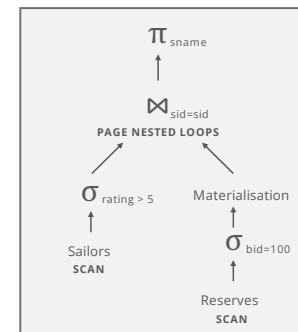 π sname
⋈ sid=sid
PAGE NESTED LOOPS
σ rating > 5
Materialisation
Sailors
SCAN
σ bid=100
Reserves
SCAN